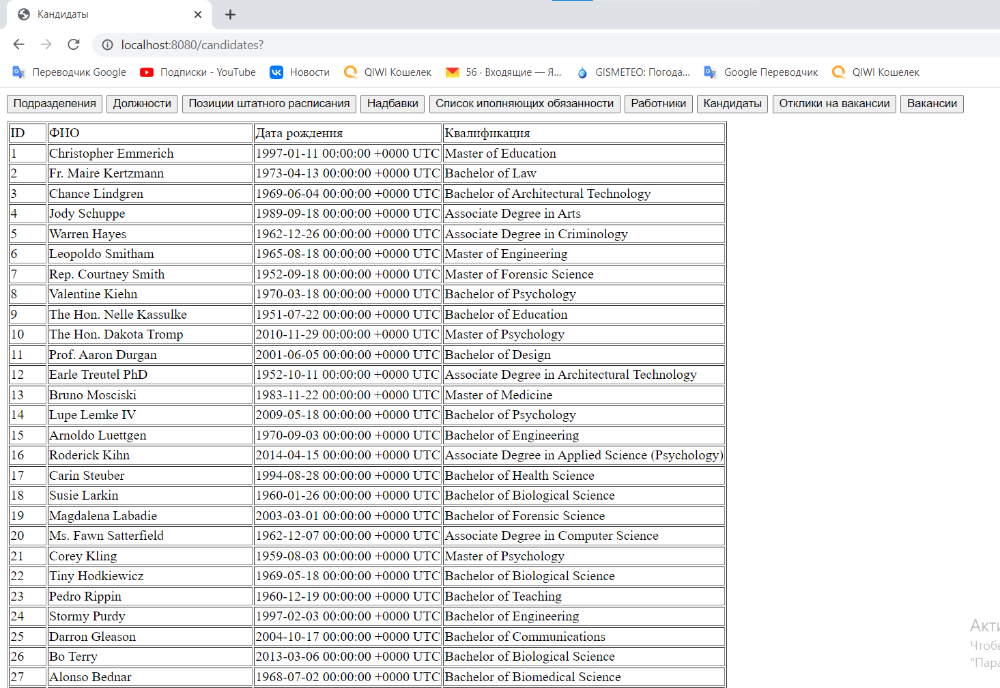 Кандидаты
localhost:8080/candidates?
Переводчик Google Подписки - YouTube Новости QIWI Кошелек 56 · Входящие — Я... GISMETEO: Погода... Google Переводчик QIWI Кошелек
Подразделения Должности Позиции штатного расписания Надбавки Список иполняющих обязанности Работники Кандидаты Отклики на вакансии Вакансии
ID ФИО Дата рождения Квалификация
1 Christopher Emmerich 1997-01-11 00:00:00 +0000 UTC Master of Education
2 Fr. Maire Kertzmann 1973-04-13 00:00:00 +0000 UTC Bachelor of Law
3 Chance Lindgren 1969-06-04 00:00:00 +0000 UTC Bachelor of Architectural Technology
4 Jody Schuppe 1989-09-18 00:00:00 +0000 UTC Associate Degree in Arts
5 Warren Hayes 1962-12-26 00:00:00 +0000 UTC Associate Degree in Criminology
6 Leopoldo Smitham 1965-08-18 00:00:00 +0000 UTC Master of Engineering
7 Rep. Courtney Smith 1952-09-18 00:00:00 +0000 UTC Master of Forensic Science
8 Valentine Kiehn 1970-03-18 00:00:00 +0000 UTC Bachelor of Psychology
9 The Hon. Nelle Kassulke 1951-07-22 00:00:00 +0000 UTC Bachelor of Education
10 The Hon. Dakota Tromp 2010-11-29 00:00:00 +0000 UTC Master of Psychology
11 Prof. Aaron Durgan 2001-06-05 00:00:00 +0000 UTC Bachelor of Design
12 Earle Treutel PhD 1952-10-11 00:00:00 +0000 UTC Associate Degree in Architectural Technology
13 Bruno Mosciski 1983-11-22 00:00:00 +0000 UTC Master of Medicine
14 Lupe Lemke IV 2009-05-18 00:00:00 +0000 UTC Bachelor of Psychology
15 Arnoldo Luettgen 1970-09-03 00:00:00 +0000 UTC Bachelor of Engineering
16 Roderick Kihn 2014-04-15 00:00:00 +0000 UTC Associate Degree in Applied Science (Psychology)
17 Carin Steuber 1994-08-28 00:00:00 +0000 UTC Bachelor of Health Science
18 Susie Larkin 1960-01-26 00:00:00 +0000 UTC Bachelor of Biological Science
19 Magdalena Labadie 2003-03-01 00:00:00 +0000 UTC Bachelor of Forensic Science
20 Ms. Fawn Satterfield 1962-12-07 00:00:00 +0000 UTC Associate Degree in Computer Science
21 Corey Kling 1959-08-03 00:00:00 +0000 UTC Master of Psychology
22 Tiny Hodkiewicz 1969-05-18 00:00:00 +0000 UTC Bachelor of Biological Science
23 Pedro Rippin 1960-12-19 00:00:00 +0000 UTC Bachelor of Teaching
24 Stormy Purdy 1997-02-03 00:00:00 +0000 UTC Bachelor of Engineering
25 Darron Gleason 2004-10-17 00:00:00 +0000 UTC Bachelor of Communications
26 Bo Terry 2013-03-06 00:00:00 +0000 UTC Bachelor of Biological Science
27 Alonso Bednar 1968-07-02 00:00:00 +0000 UTC Bachelor of Biomedical Science